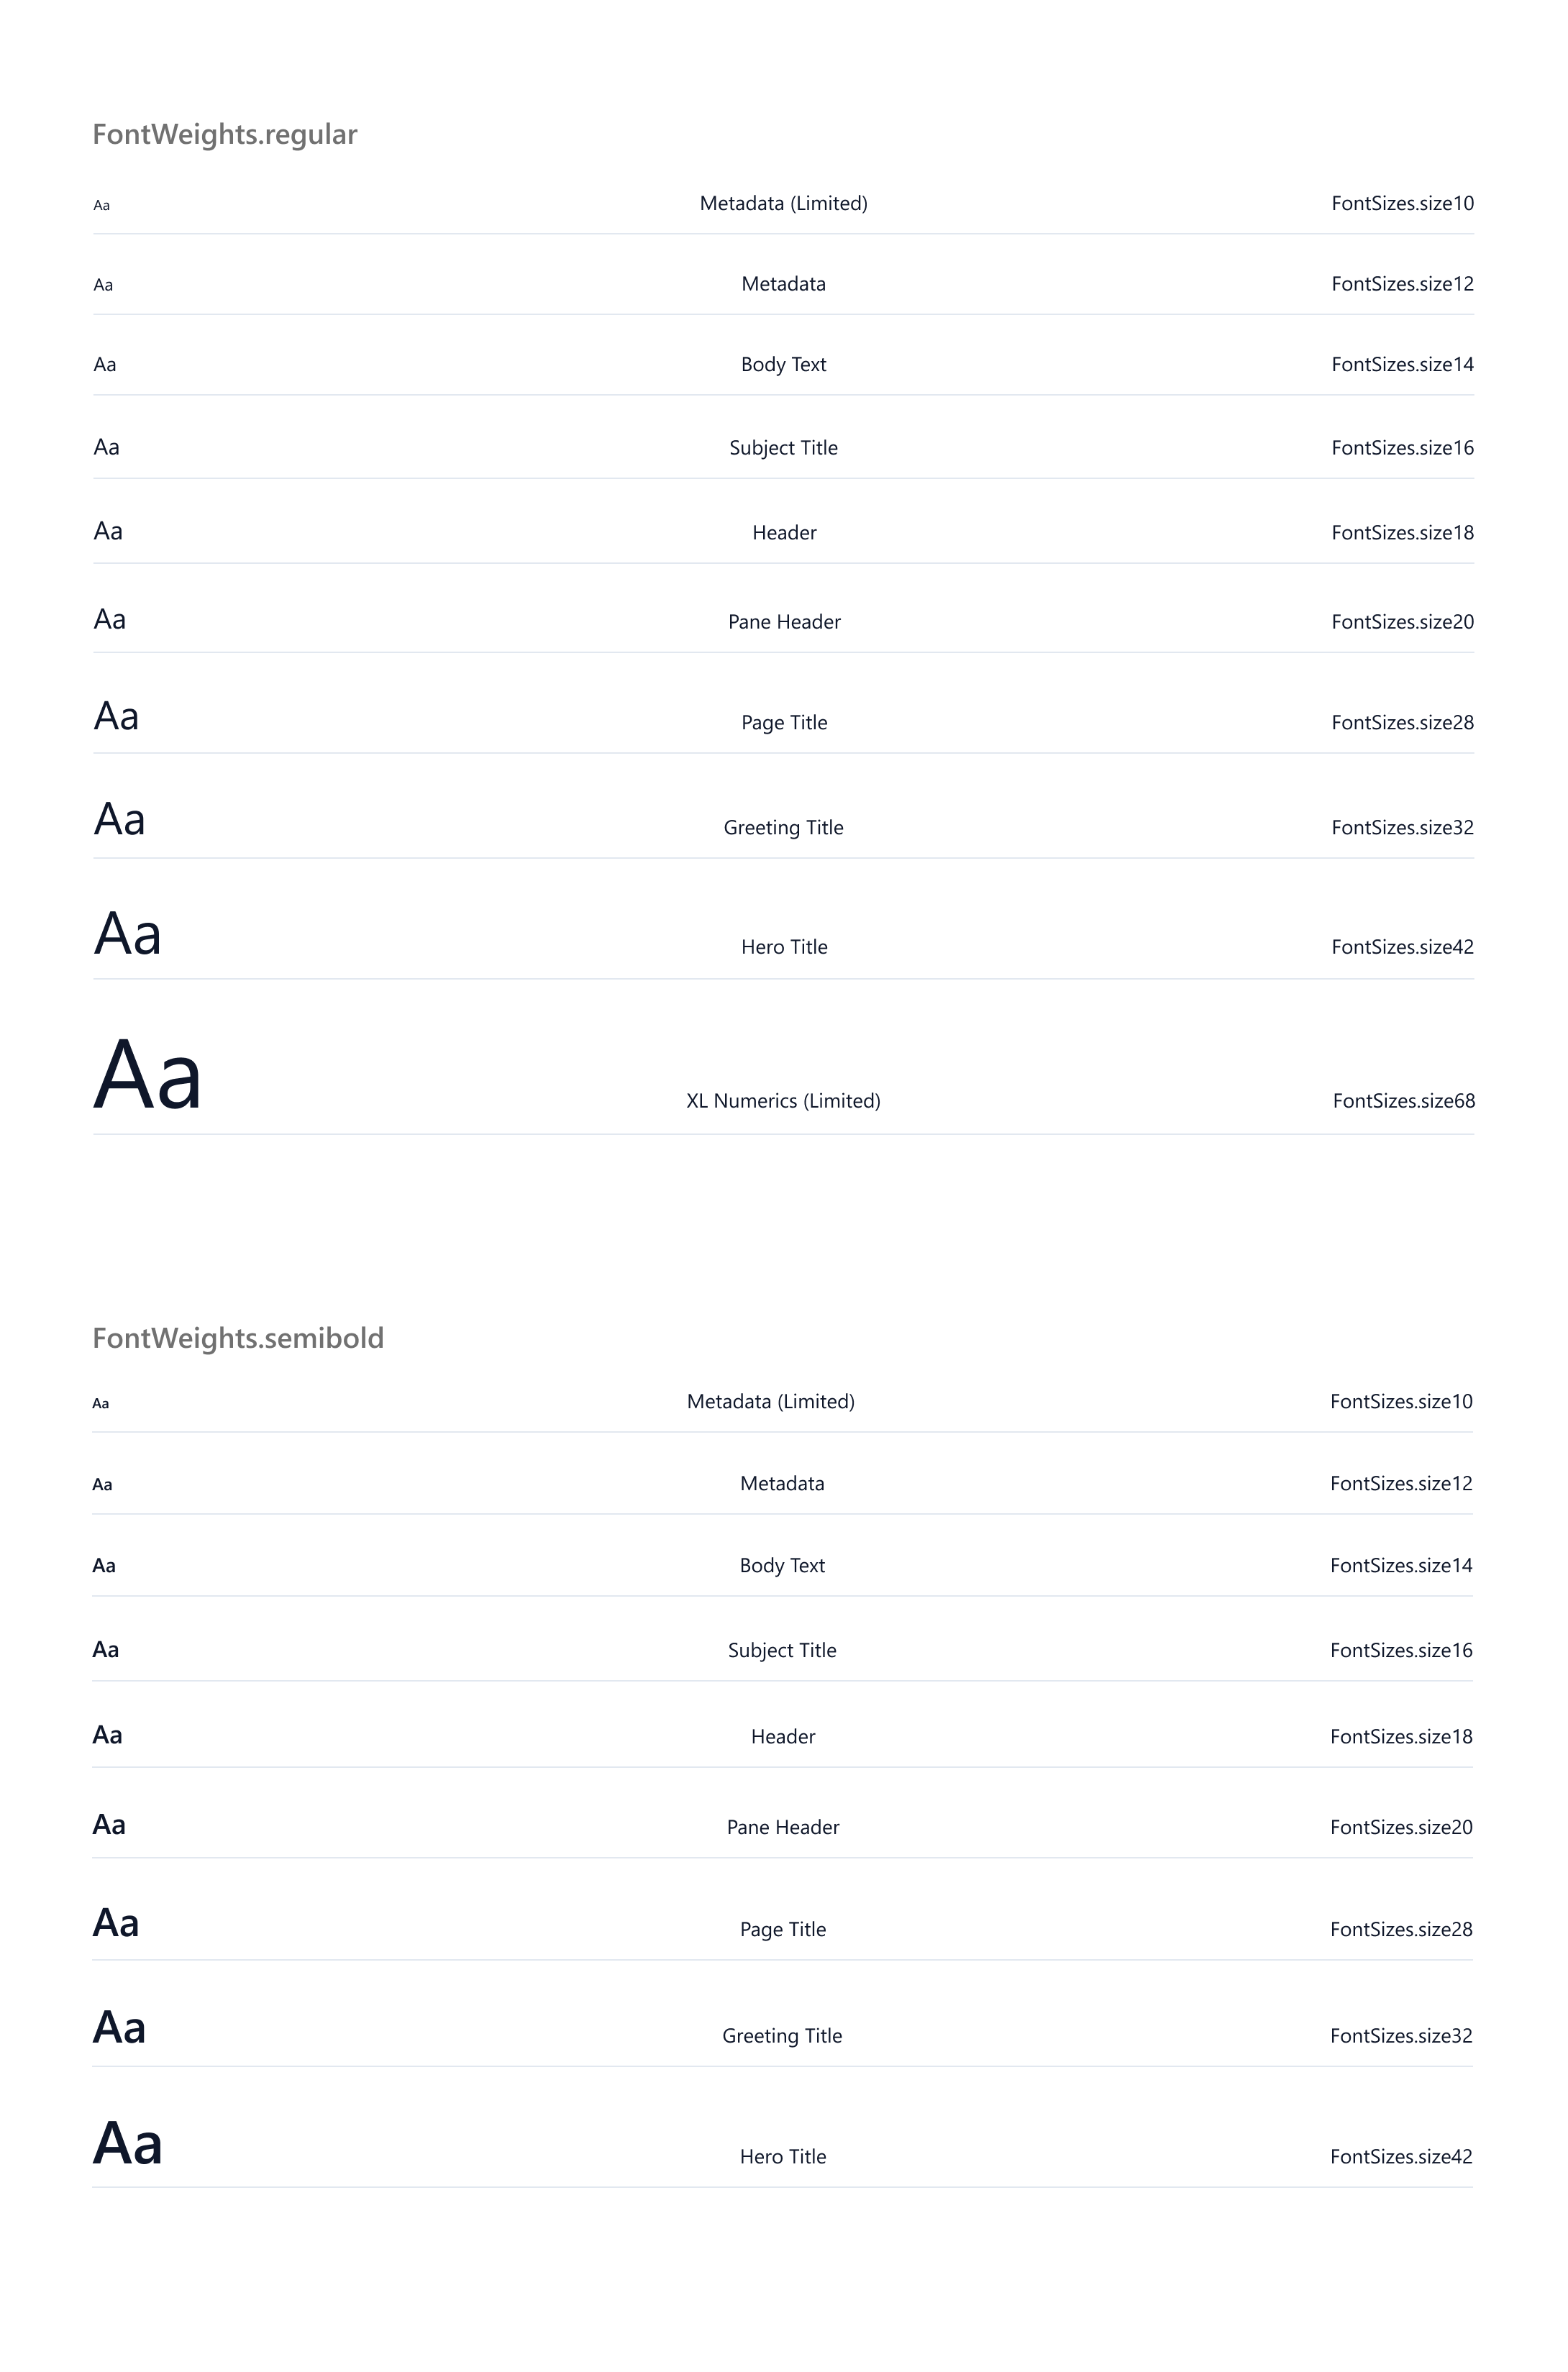 FontWeights.regular
Aa Metadata (Limited) FontSizes.size10
Aa Metadata FontSizes.size12
Aa Body Text FontSizes.size14
Aa Subject Title FontSizes.size16
Aa Header FontSizes.size18
Aa Pane Header FontSizes.size20
Aa Page Title FontSizes.size28
Aa Greeting Title FontSizes.size32
Aa Hero Title FontSizes.size42
Aa XL Numerics (Limited) FontSizes.size68
FontWeights.semibold
Aa Metadata (Limited) FontSizes.size10
Aa Metadata FontSizes.size12
Aa Body Text FontSizes.size14
Aa Subject Title FontSizes.size16
Aa Header FontSizes.size18
Aa Pane Header FontSizes.size20
Aa Page Title FontSizes.size28
Aa Greeting Title FontSizes.size32
Aa Hero Title FontSizes.size42